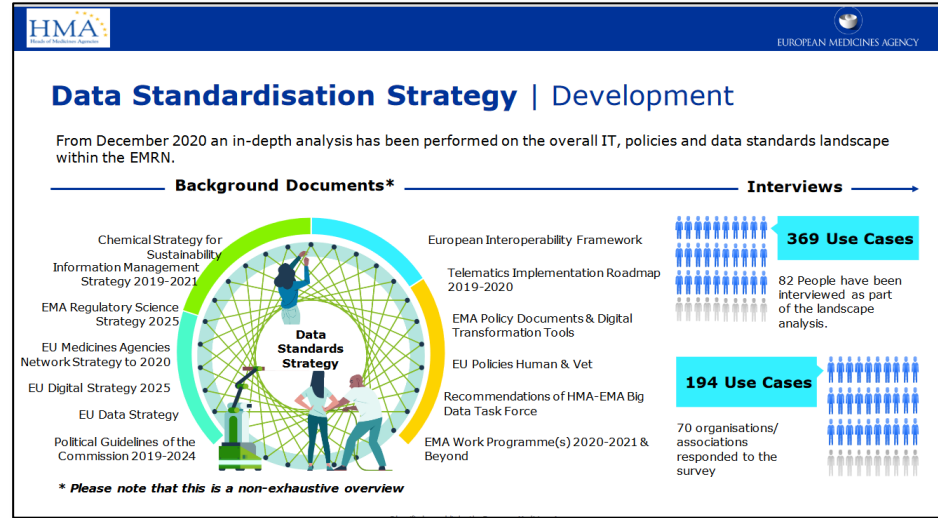 HMA
Heads of Medicines Agencies
EUROPEAN MEDICINES AGENCY
Data Standardisation Strategy | Development
From December 2020 an in-depth analysis has been performed on the overall IT, policies and data standards landscape
within the EMRN.
Background Documents*
Interviews
Chemical Strategy for
Sustainability
Information Management
Strategy 2019-2021
EMA Regulatory Science
Strategy 2025
EU Medicines Agencies
Network Strategy to 2020
EU Digital Strategy 2025
EU Data Strategy
Political Guidelines of the
Commission 2019-2024
Data
Standards
Strategy
European Interoperability Framework
Telematics Implementation Roadmap
2019-2020
EMA Policy Documents & Digital
Transformation Tools
EU Policies Human & Vet
Recommendations of HMA-EMA Big
Data Task Force
EMA Work Programme(s) 2020-2021 &
Beyond
369 Use Cases
82 People have been
interviewed as part
of the landscape
analysis.
194 Use Cases
70 organisations/
associations
responded to the
survey
* Please note that this is a non-exhaustive overview